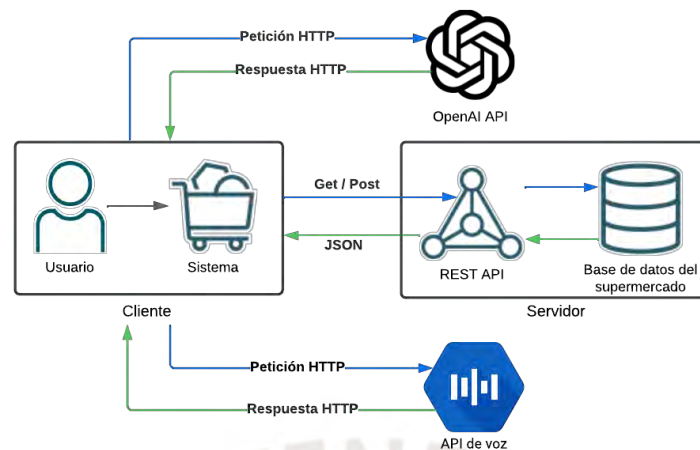 Petición HTTP
Respuesta HTTP
OpenAI API
Get / Post
JSON
Usuario
Sistema
REST API
Base de datos del
supermercado
Cliente
Servidor
Petición HTTP
Respuesta HTTP
API de voz